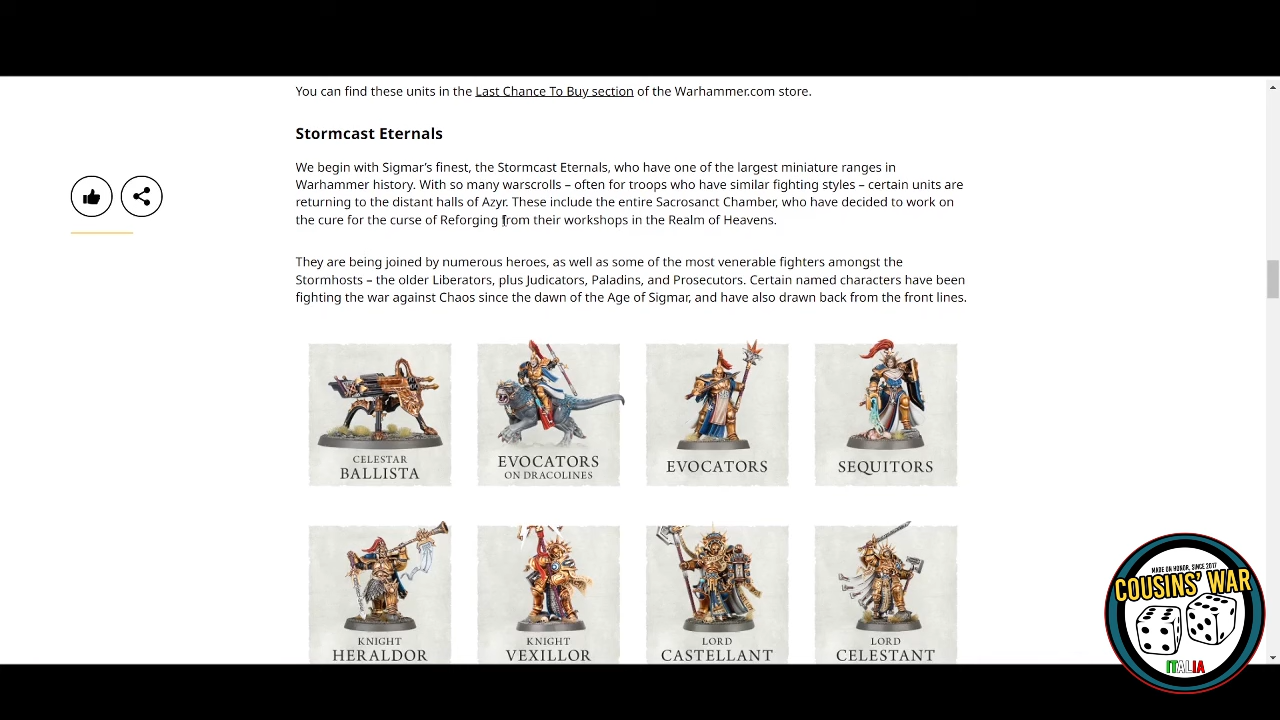 You can find these units in the Last Chance To Buy section of the Warhammer.com store.
Stormcast Eternals
We begin with Sigmar’s finest, the Stormcast Eternals, who have one of the largest miniature ranges in
Warhammer history. With so many warscrolls – often for troops who have similar fighting styles – certain units are
returning to the distant halls of Azyr. These include the entire Sacrosanct Chamber, who have decided to work on
the cure for the curse of Reforging from their workshops in the Realm of Heavens.
They are being joined by numerous heroes, as well as some of the most venerable fighters amongst the
Stormhosts – the older Liberators, plus Judicators, Paladins, and Prosecutors. Certain named characters have been
fighting the war against Chaos since the dawn of the Age of Sigmar, and have also drawn back from the front lines.
CELESTAR
BALLISTA
EVOCATORS
ON DRACOLINES
EVOCATORS
SEQUITORS
KNIGHT
HERALDOR
KNIGHT
VEXILLOR
LORD
CASTELLANT
LORD
CELESTANT
MADE ON HONOR, SINCE 2017
COUSINS' WAR
ITALIA